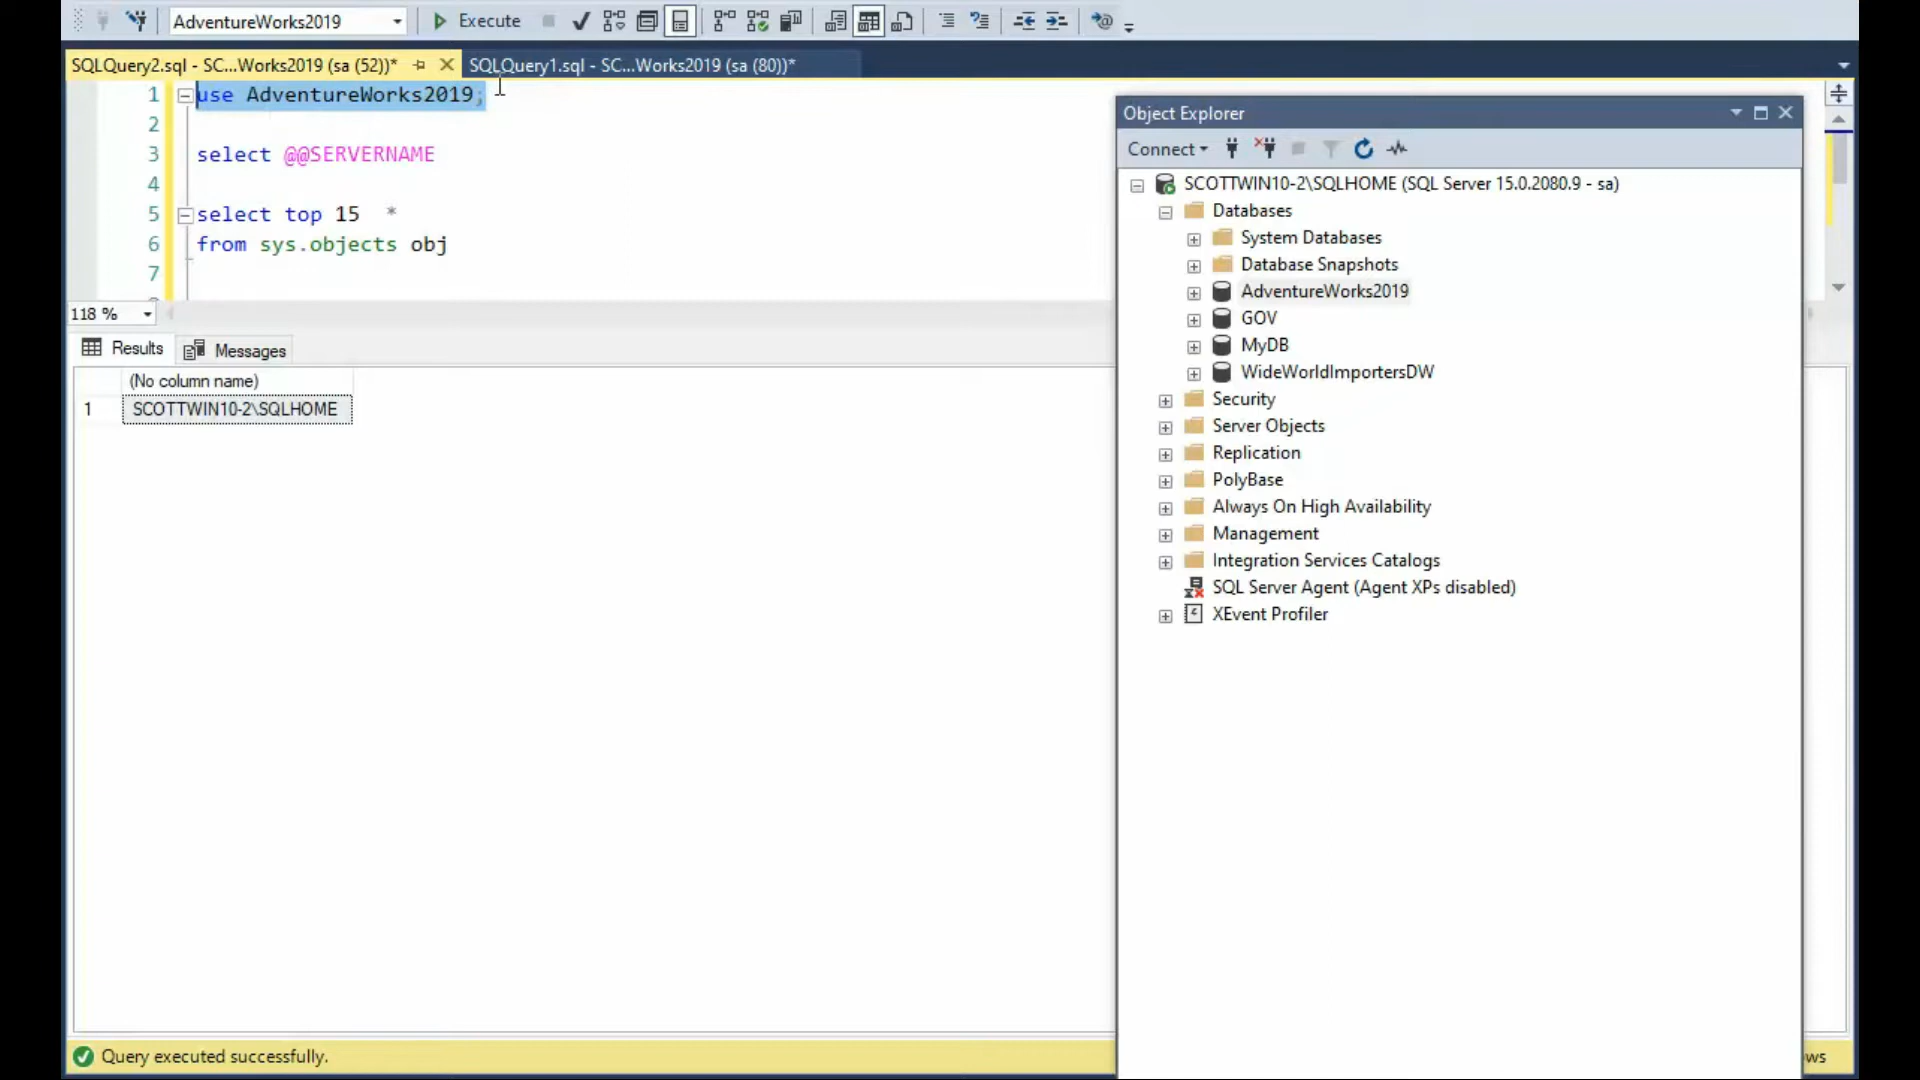 AdventureWorks2019
Execute
SQLQuery2.sql - SC...Works2019 (sa (52))*
SQLQuery1.sql - SC...Works2019 (sa (80))*
1 use AdventureWorks2019;
2
3 select @@SERVERNAME
4
5 select top 15 *
6 from sys.objects obj
7
118 %
Results
Messages
(No column name)
1 SCOTTWIN10-2\SQLHOME
Query executed successfully.
Object Explorer
Connect
SCOTTWIN10-2\SQLHOME (SQL Server 15.0.2080.9 - sa)
Databases
System Databases
Database Snapshots
AdventureWorks2019
GOV
MyDB
WideWorldImportersDW
Security
Server Objects
Replication
PolyBase
Always On High Availability
Management
Integration Services Catalogs
SQL Server Agent (Agent XPs disabled)
XEvent Profiler